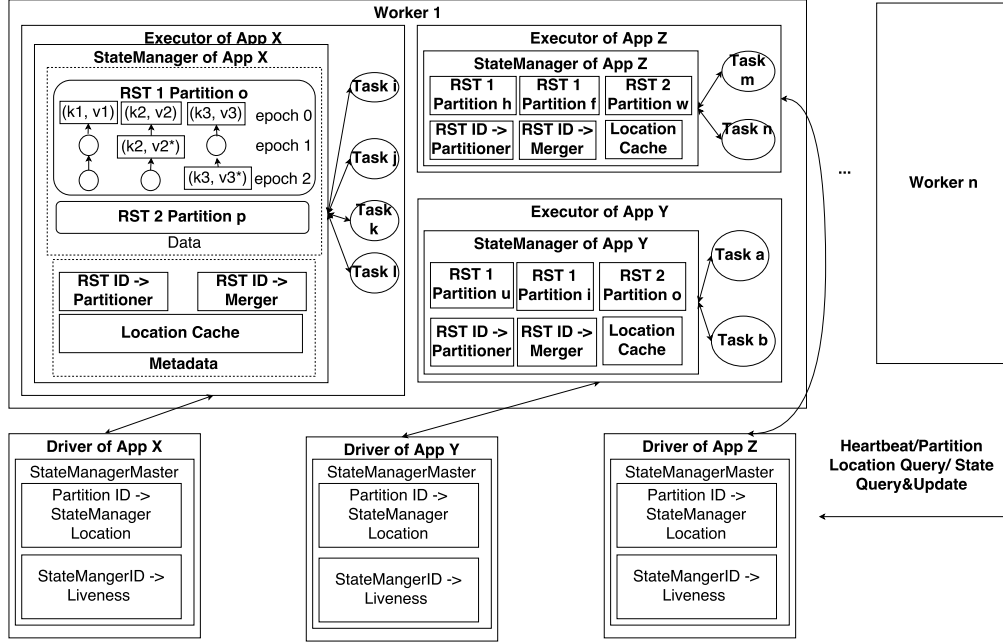 Worker 1
Executor of App X
StateManager of App X
RST 1 Partition o
(k1, v1)
(k2, v2)
(k3, v3)
epoch 0
(k2, v2*)
epoch 1
(k3, v3*)
epoch 2
RST 2 Partition p
Data
RST ID ->
Partitioner
RST ID ->
Merger
Location Cache
Metadata
Task i
Task j
Task
k
Task l
Executor of App Z
StateManager of App Z
RST 1
Partition h
RST 1
Partition f
RST 2
Partition w
RST ID ->
Partitioner
RST ID ->
Merger
Location
Cache
Task
m
Task n
Executor of App Y
StateManager of App Y
RST 1
Partition u
RST 1
Partition i
RST 2
Partition o
RST ID ->
Partitioner
RST ID ->
Merger
Location
Cache
Task a
Task b
...
Worker n
Driver of App X
StateManagerMaster
Partition ID ->
StateManager
Location
StateMangerID ->
Liveness
Driver of App Y
StateManagerMaster
Partition ID ->
StateManager
Location
StateMangerID ->
Liveness
Driver of App Z
StateManagerMaster
Partition ID ->
StateManager
Location
StateMangerID ->
Liveness
Heartbeat/Partition
Location Query/ State
Query&Update